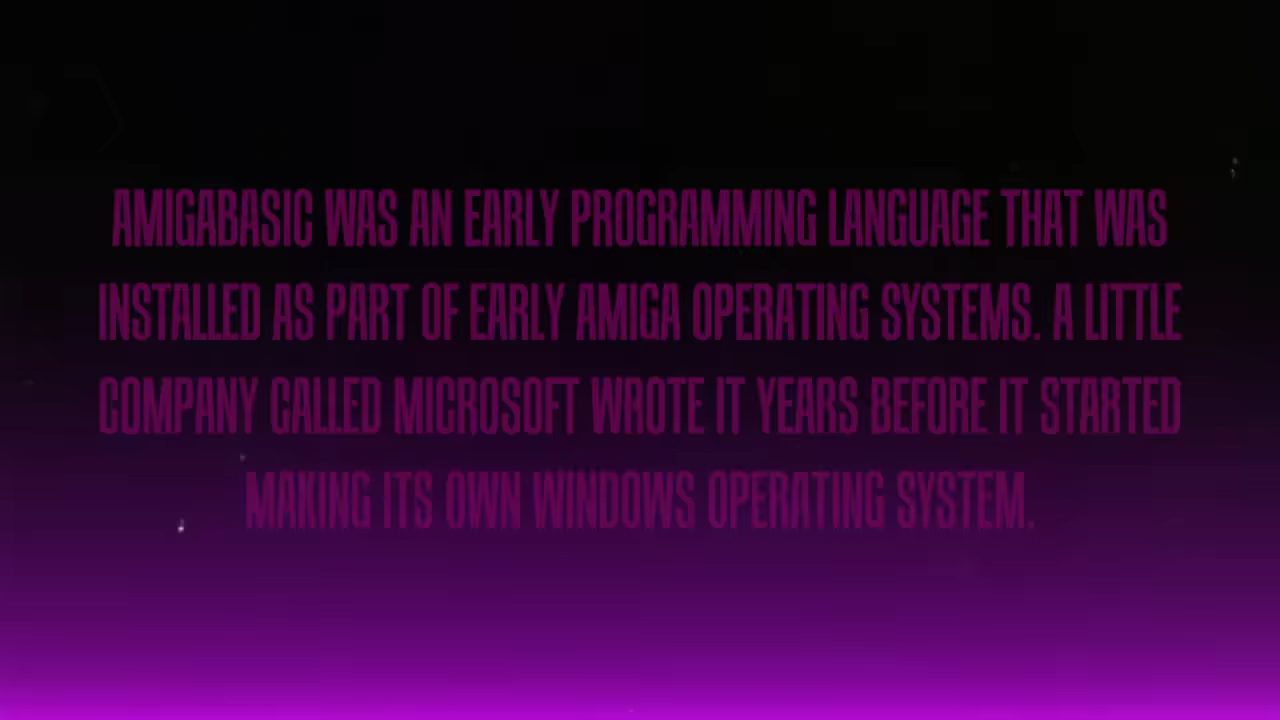 AMIGABASIC WAS AN EARLY PROGRAMMING LANGUAGE THAT WAS
INSTALLED AS PART OF EARLY AMIGA OPERATING SYSTEMS. A LITTLE
COMPANY CALLED MICROSOFT WROTE IT YEARS BEFORE IT STARTED
MAKING ITS OWN WINDOWS OPERATING SYSTEM.